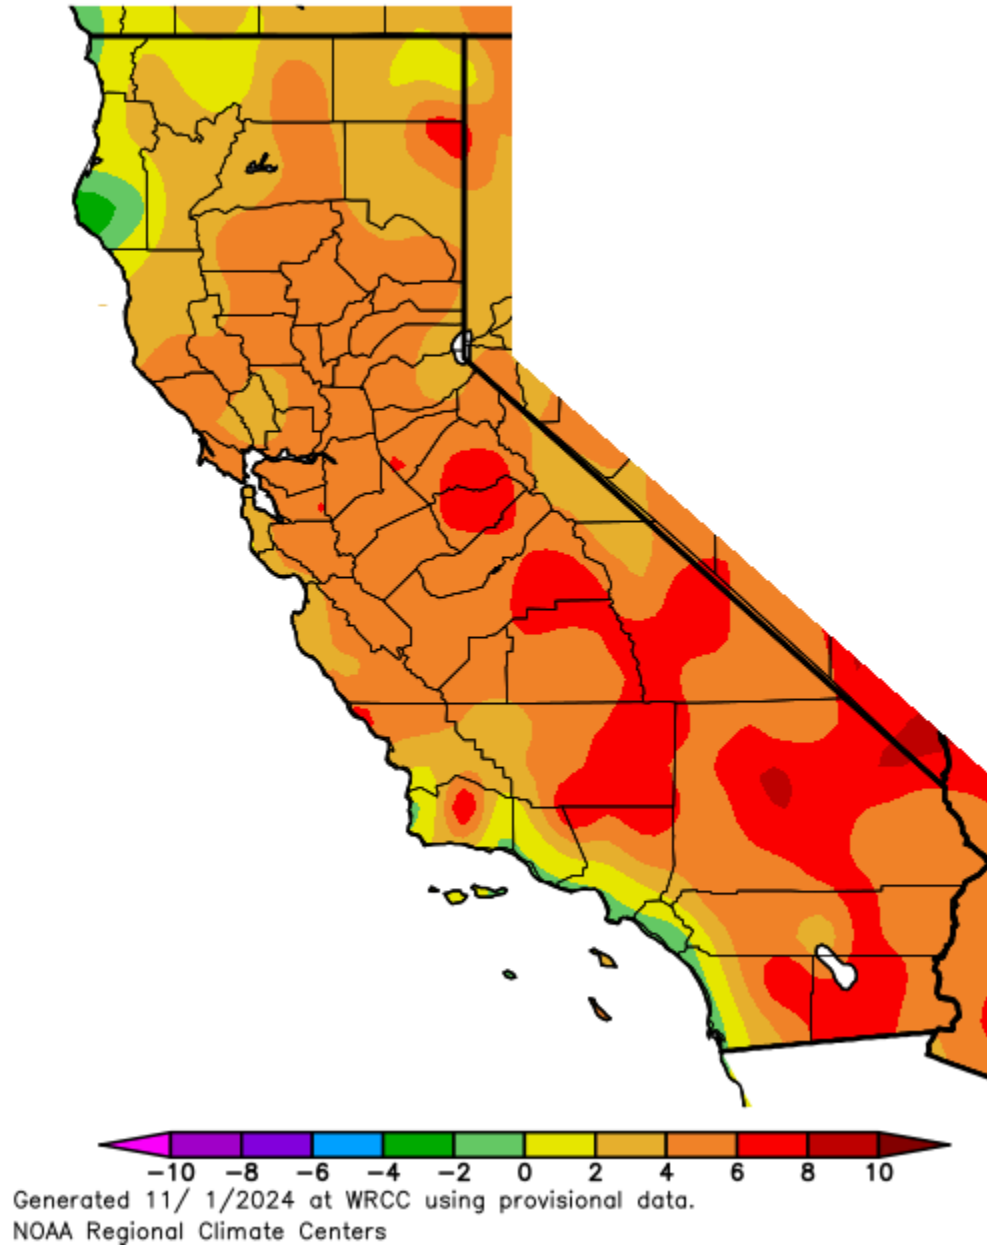 -10 -8 -6 -4 -2 0 2 4 6 8 10
Generated 11/ 1/2024 at WRCC using provisional data.
NOAA Regional Climate Centers